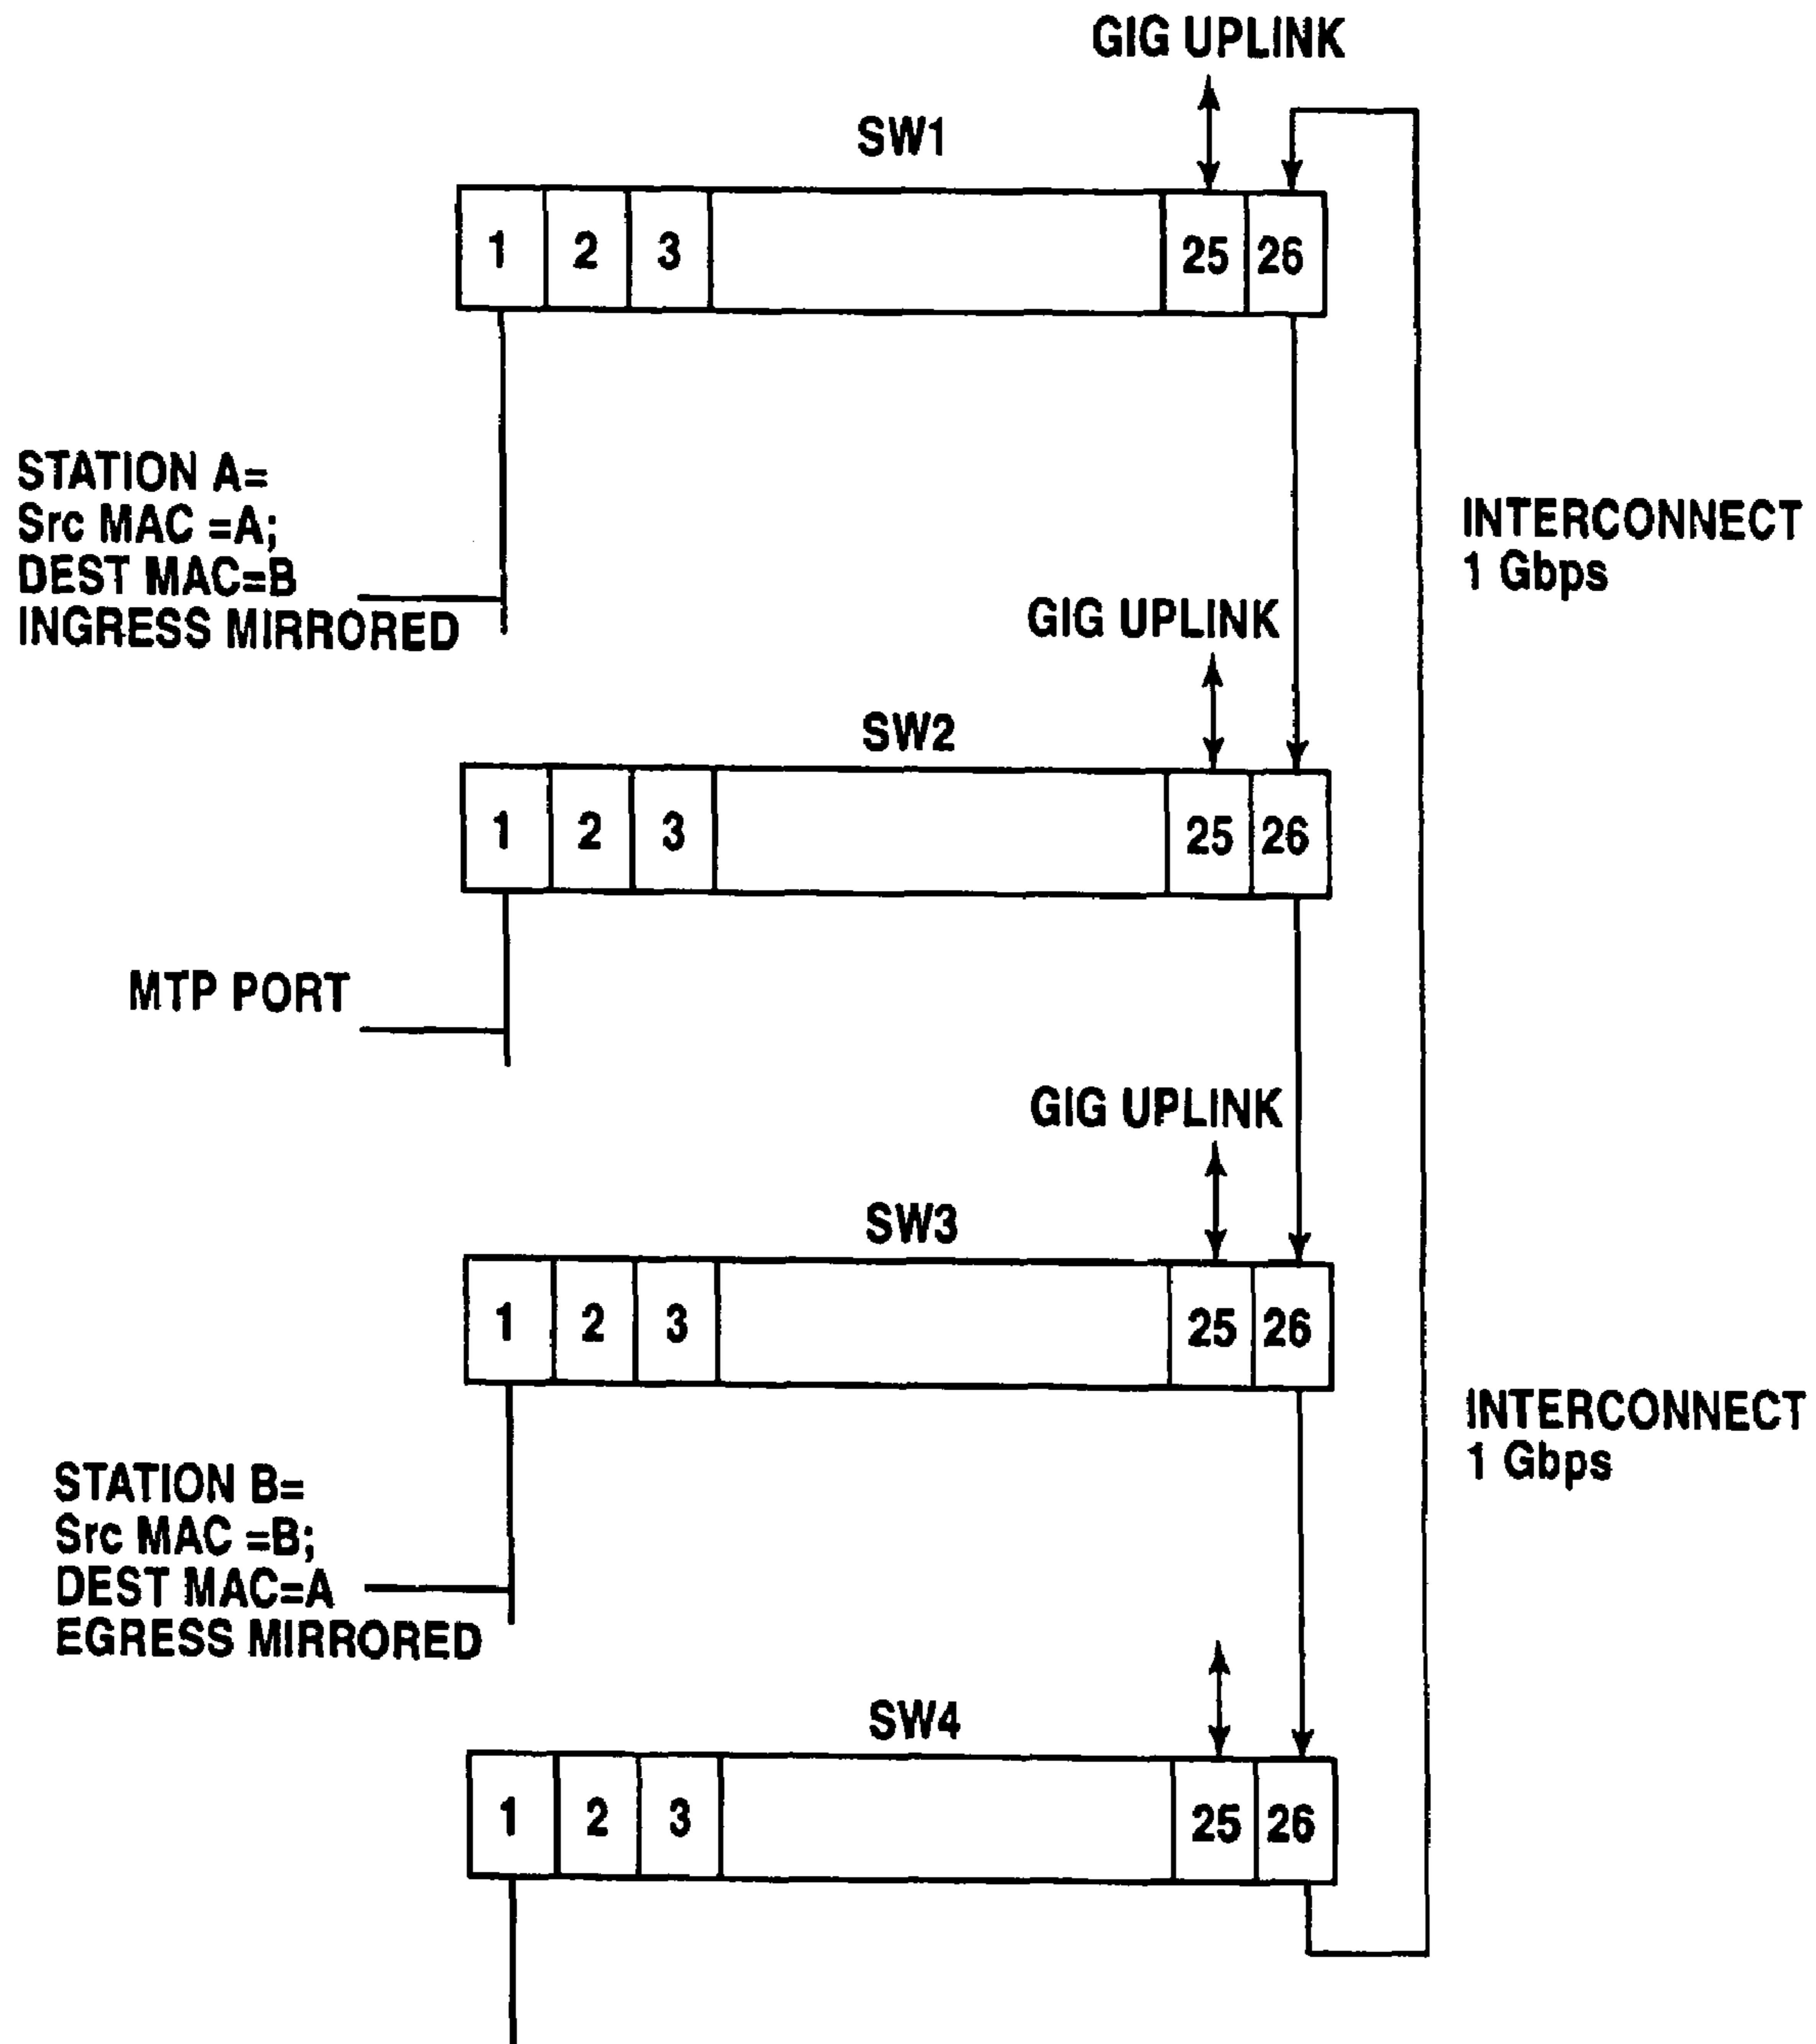 GIG UPLINK
SW1
1 2 3 25 26
STATION A=
Src MAC =A;
DEST MAC=B
INGRESS MIRRORED
INTERCONNECT
1 Gbps
GIG UPLINK
SW2
1 2 3 25 26
MTP PORT
GIG UPLINK
SW3
1 2 3 25 26
INTERCONNECT
1 Gbps
STATION B=
Src MAC =B;
DEST MAC=A
EGRESS MIRRORED
SW4
1 2 3 25 26